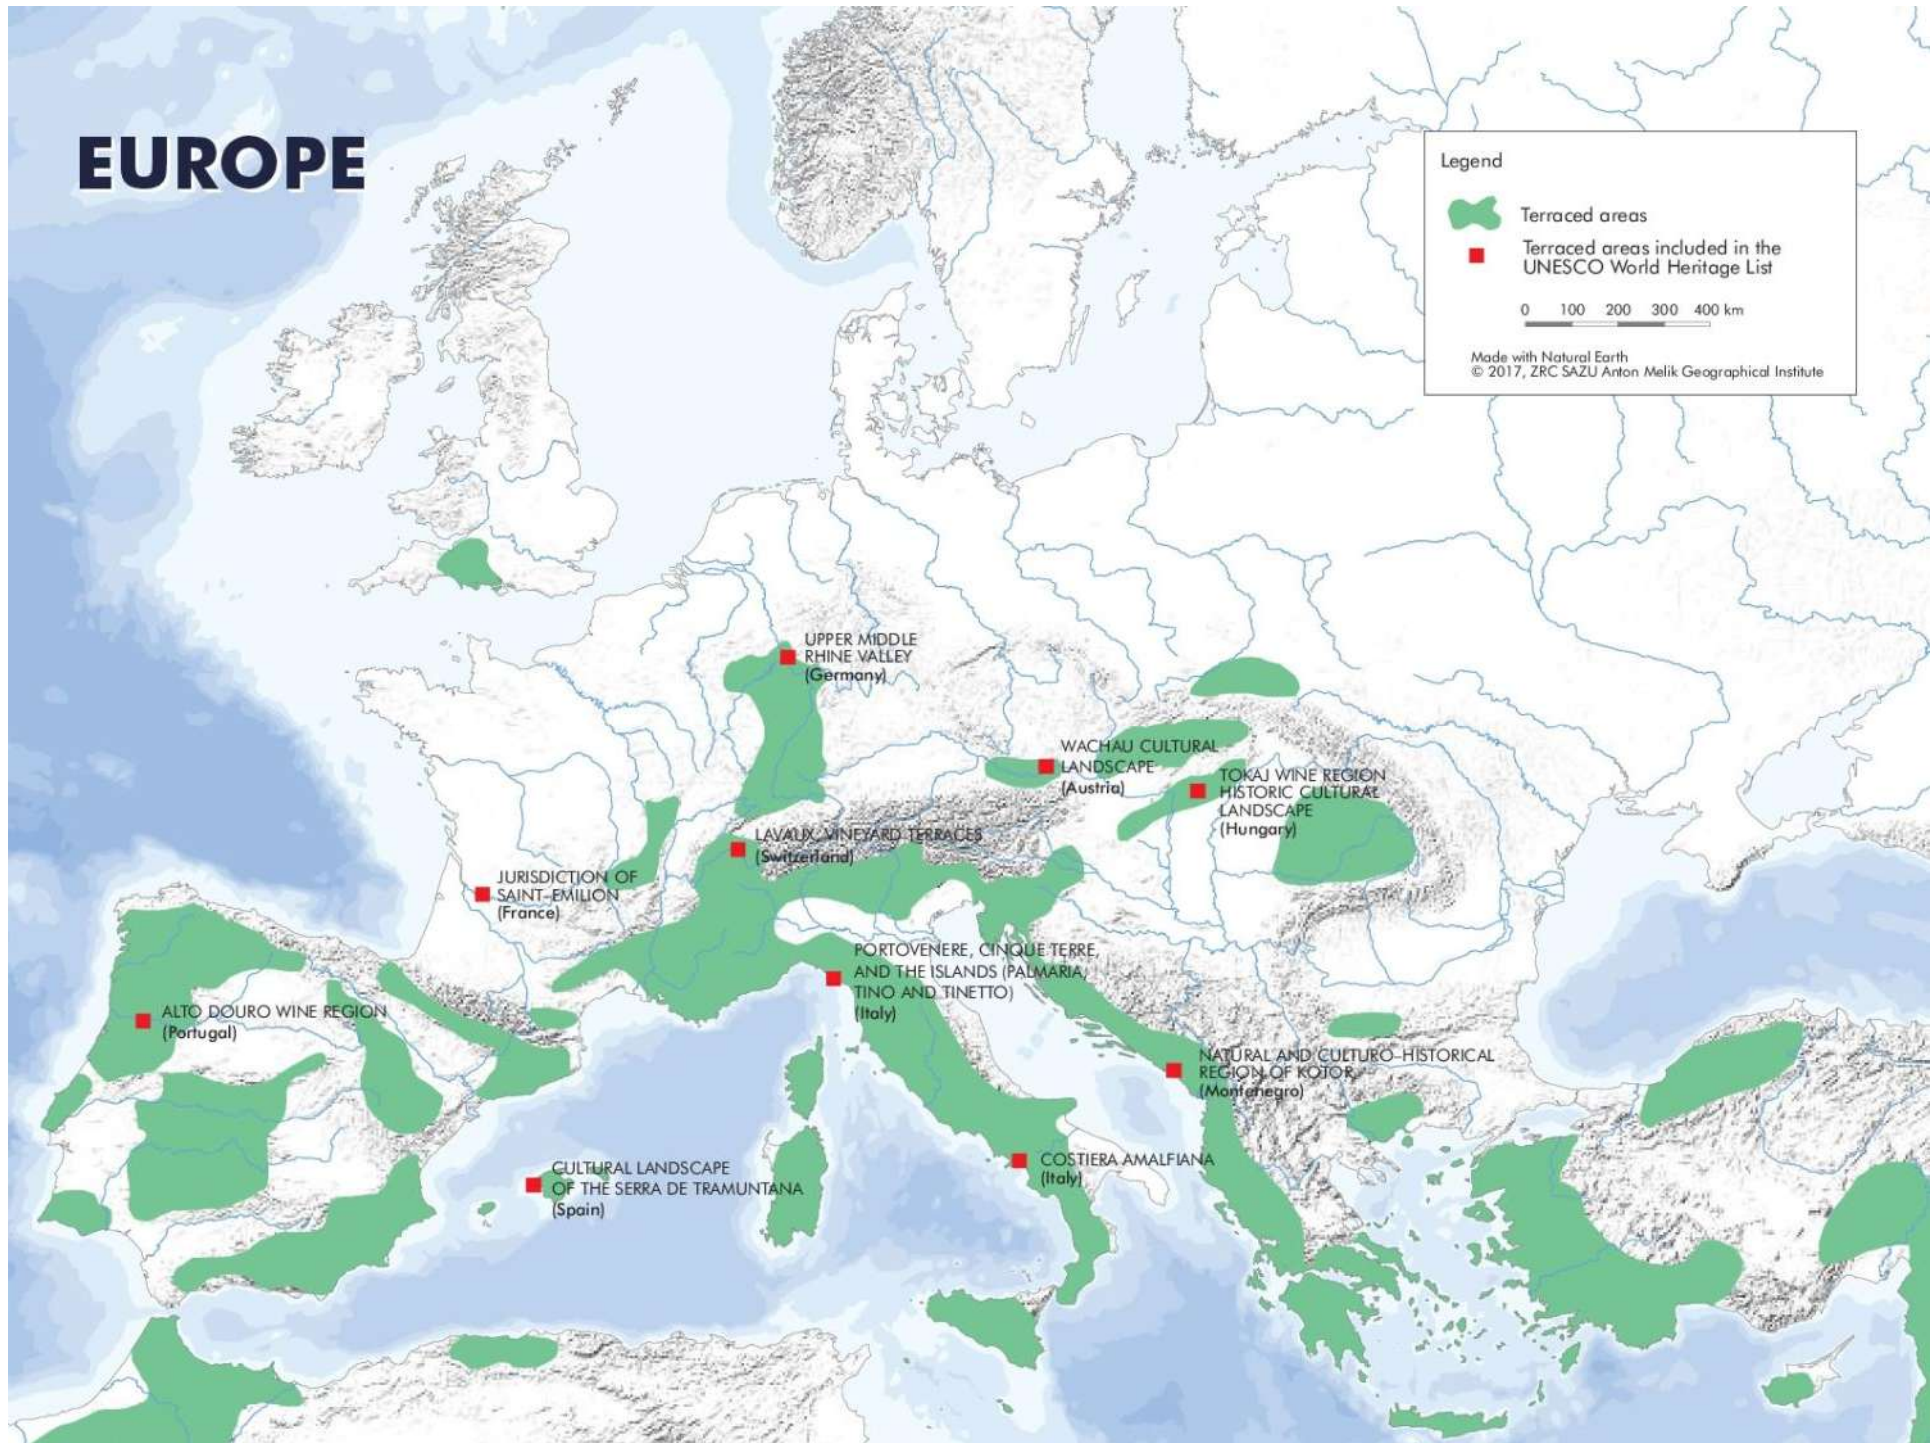 EUROPE
Legend
Terraced areas
Terraced areas included in the
UNESCO World Heritage List
0 100 200 300 400 km
Made with Natural Earth
© 2017, ZRC SAZU Anton Melik Geographical Institute
UPPER MIDDLE
RHINE VALLEY
(Germany)
WACHAU CULTURAL
LANDSCAPE
(Austria)
TOKAJ WINE REGION
HISTORIC CULTURAL
LANDSCAPE
(Hungary)
LAVAUX, VINEYARD TERRACES
(Switzerland)
JURISDICTION OF
SAINT-EMILION
(France)
PORTOVENERE, CINQUE TERRE,
AND THE ISLANDS (PALMARIA,
TINO AND TINETTO)
(Italy)
ALTO DOURO WINE REGION
(Portugal)
NATURAL AND CULTURO-HISTORICAL
REGION OF KOTOR
(Montenegro)
COSTIERA AMALFIANA
(Italy)
CULTURAL LANDSCAPE
OF THE SERRA DE TRAMUNTANA
(Spain)